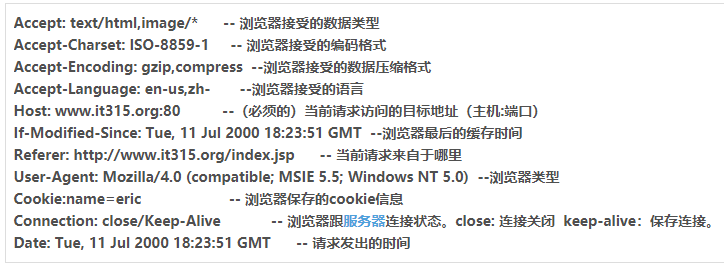 Accept: text/html,image/* -- 浏览器接受的数据类型
Accept-Charset: ISO-8859-1 -- 浏览器接受的编码格式
Accept-Encoding: gzip,compress --浏览器接受的数据压缩格式
Accept-Language: en-us,zh- --浏览器接受的语言
Host: www.it315.org:80 --（必须的）当前请求访问的目标地址（主机:端口）
If-Modified-Since: Tue, 11 Jul 2000 18:23:51 GMT --浏览器最后的缓存时间
Referer: http://www.it315.org/index.jsp -- 当前请求来自于哪里
User-Agent: Mozilla/4.0 (compatible; MSIE 5.5; Windows NT 5.0) --浏览器类型
Cookie:name=eric -- 浏览器保存的cookie信息
Connection: close/Keep-Alive -- 浏览器跟服务器连接状态。close: 连接关闭 keep-alive：保存连接。
Date: Tue, 11 Jul 2000 18:23:51 GMT -- 请求发出的时间